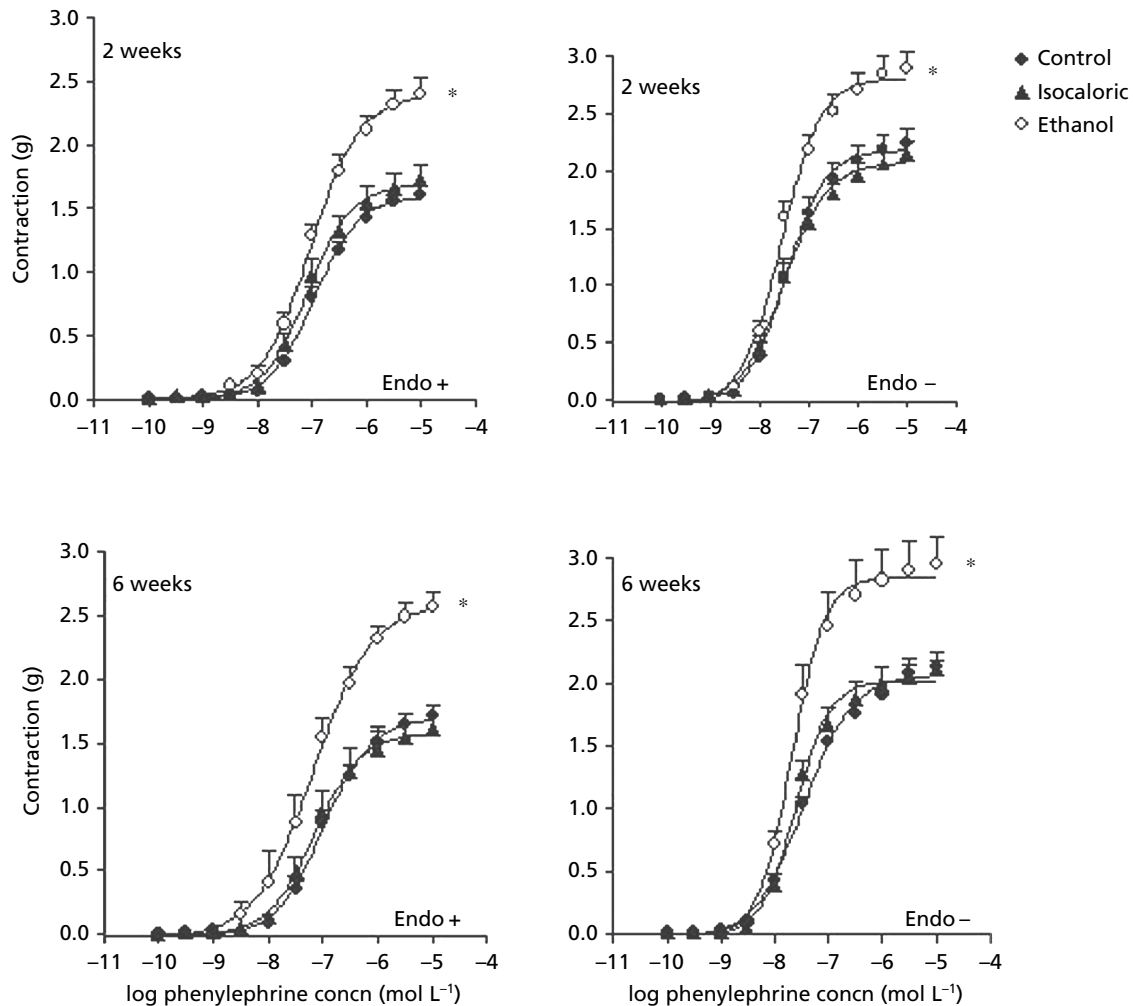 3.0
2.5
2.0
1.5
1.0
0.5
0.0
Contraction (g)
2 weeks
*
Endo +
–11 –10 –9 –8 –7 –6 –5 –4
3.0
2.5
2.0
1.5
1.0
0.5
0.0
2 weeks
*
Endo –
–11 –10 –9 –8 –7 –6 –5 –4
Control
Isocaloric
Ethanol
3.0
2.5
2.0
1.5
1.0
0.5
0.0
Contraction (g)
6 weeks
*
Endo +
–11 –10 –9 –8 –7 –6 –5 –4
log phenylephrine concn (mol L⁻¹)
3.0
2.5
2.0
1.5
1.0
0.5
0.0
6 weeks
*
Endo –
–11 –10 –9 –8 –7 –6 –5 –4
log phenylephrine concn (mol L⁻¹)